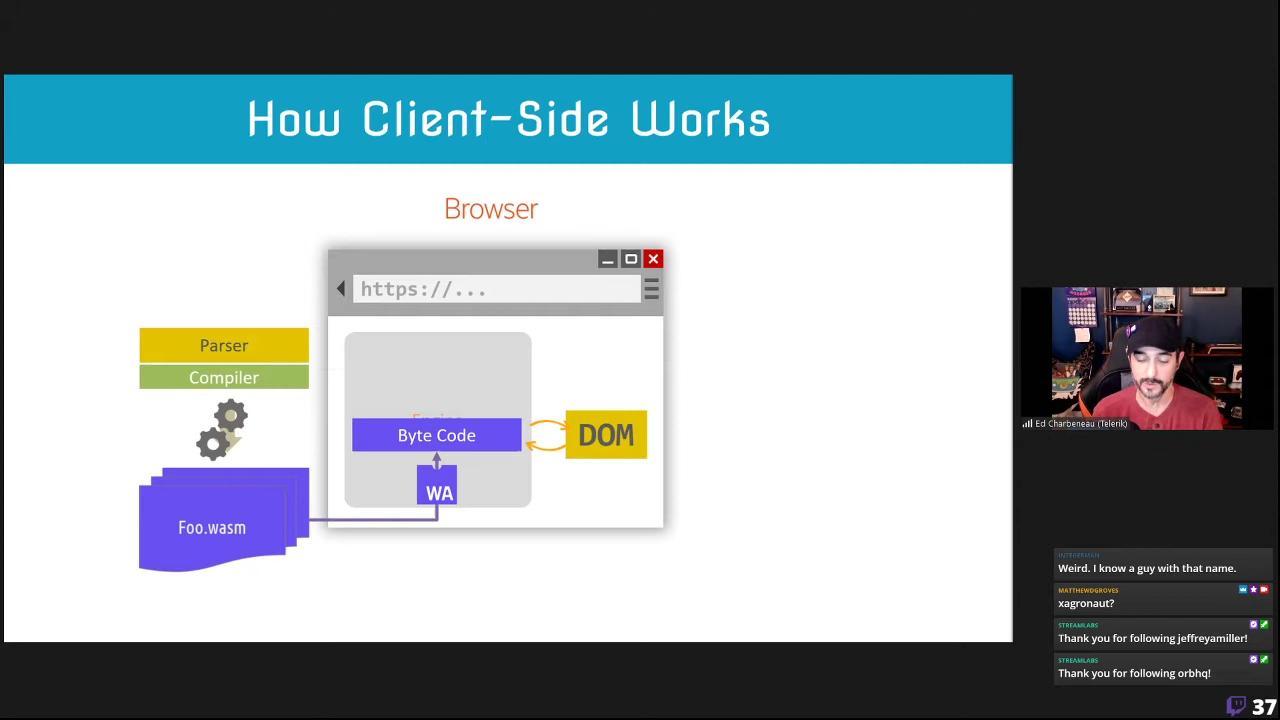 How Client-Side Works
Browser
https://...
Parser
Compiler
Engine
Byte Code
DOM
WA
Foo.wasm
Ed Charbeneau (Telerik)
INTEGERMAN
Weird. I know a guy with that name.
MATTHEWDGROVES
xagronaut?
STREAMLABS
Thank you for following jeffreyamiller!
STREAMLABS
Thank you for following orbhq!
37